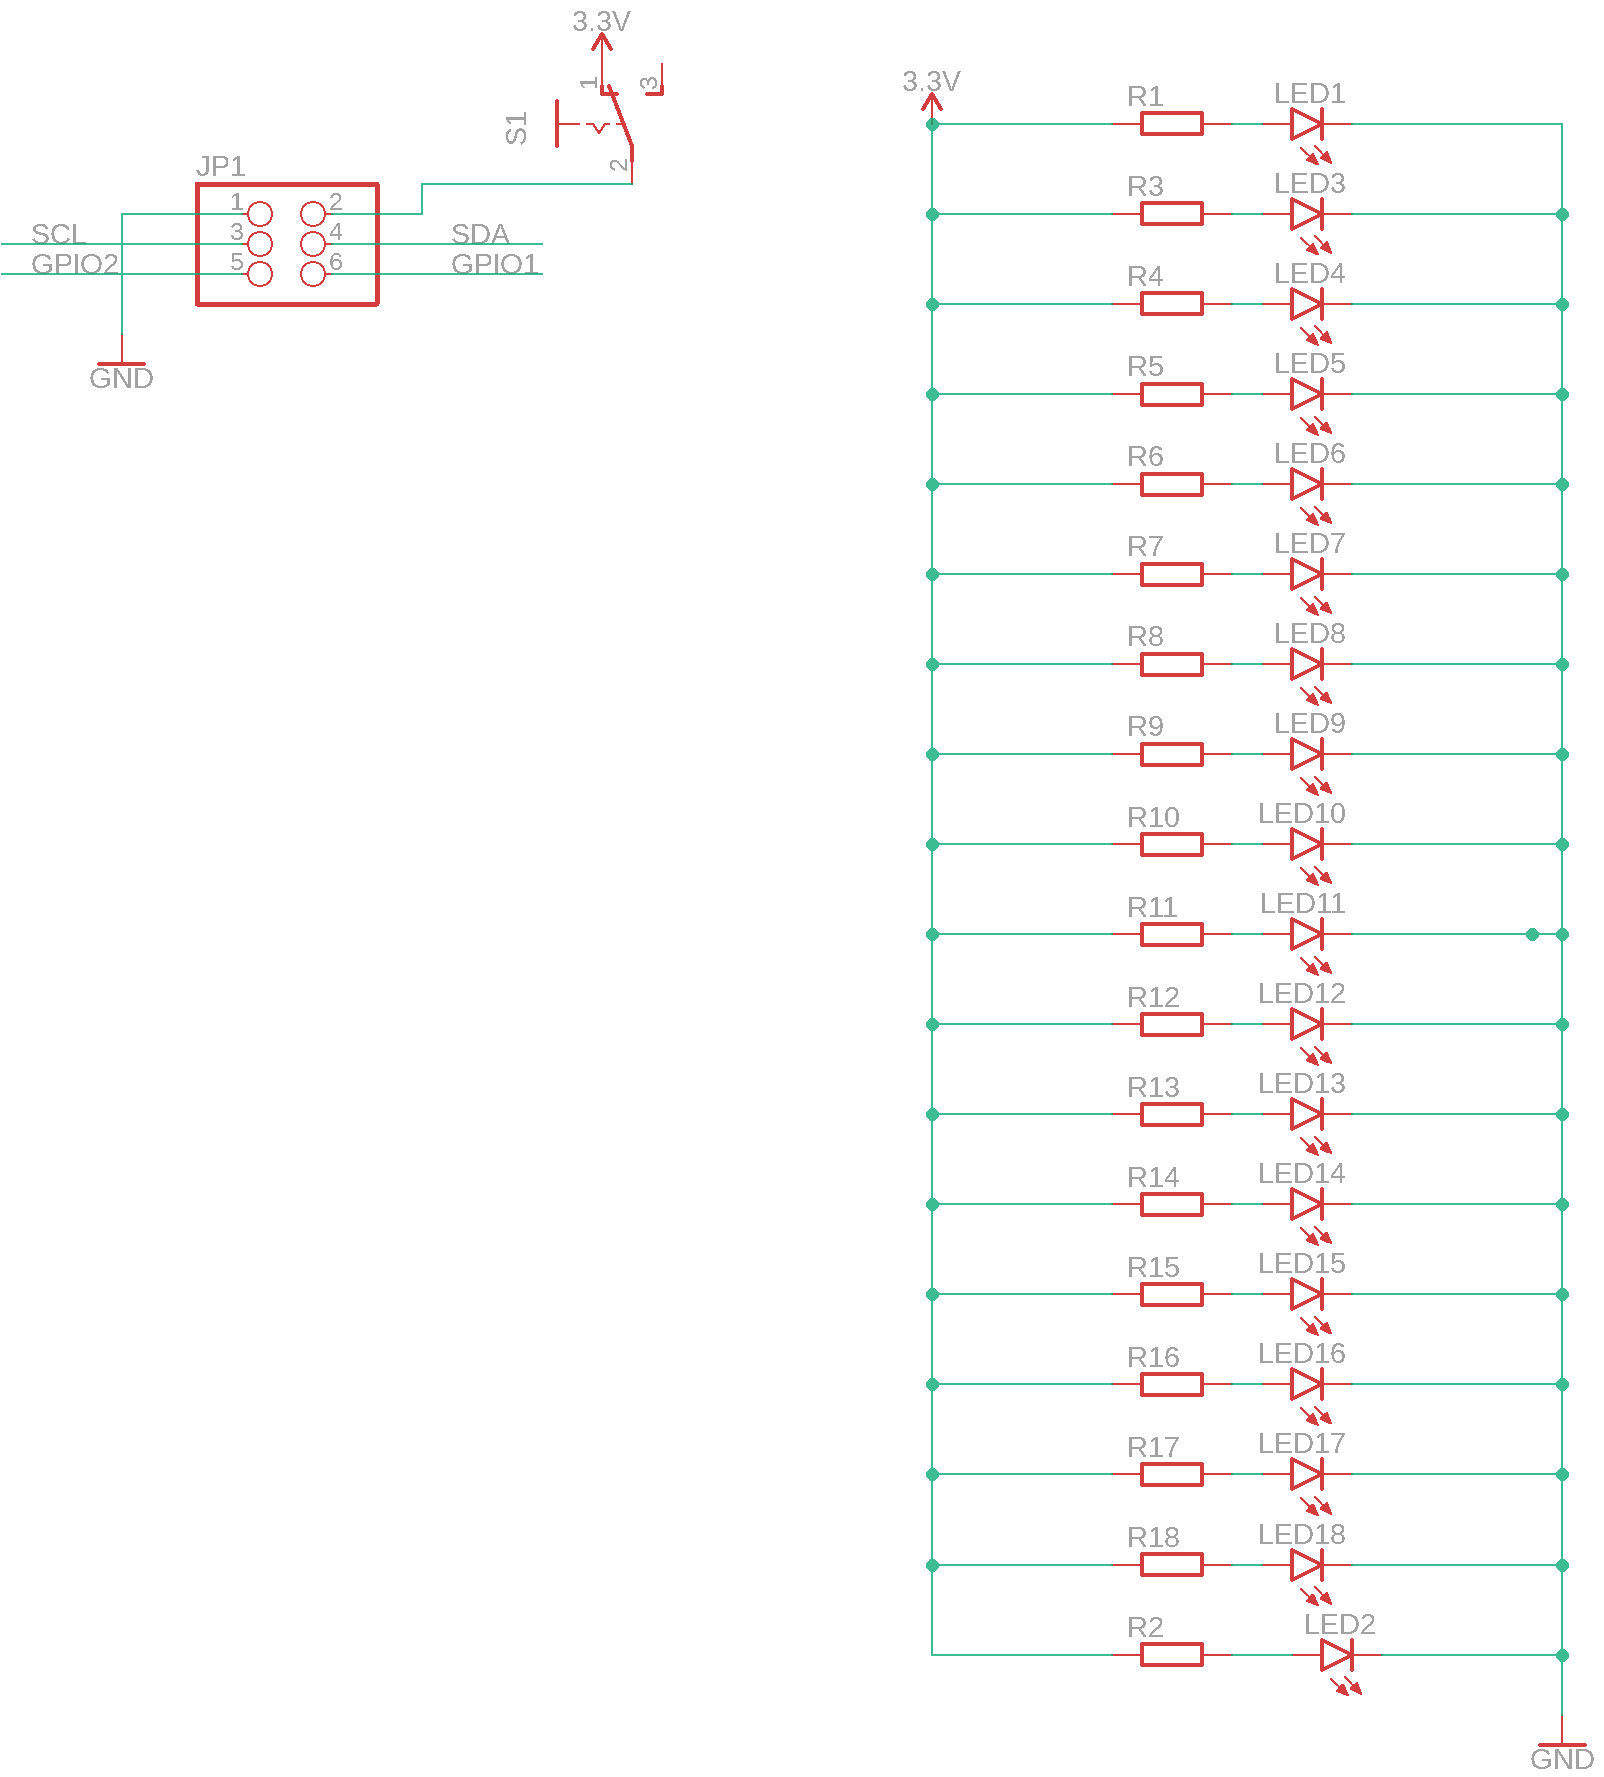 3.3V
1
3
S1
2
JP1
1
2
SCL
3
4
SDA
GPIO2
5
6
GPIO1
GND
3.3V
R1
LED1
R3
LED3
R4
LED4
R5
LED5
R6
LED6
R7
LED7
R8
LED8
R9
LED9
R10
LED10
R11
LED11
R12
LED12
R13
LED13
R14
LED14
R15
LED15
R16
LED16
R17
LED17
R18
LED18
R2
LED2
GND